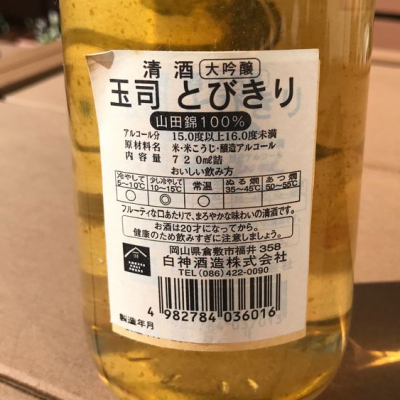 清酒 大吟醸
玉司 とびきり
山田錦100%
アルコール分 15.0度以上16.0度未満
原材料名 米・米こうじ・醸造アルコール
内容量 720ml詰
おいしい飲み方
冷やして 5〜10℃ 少し冷やして 10〜15℃ 常温 ぬる燗 35〜45℃ あつ燗 50〜55℃
○ ◎ ○
フルーティな口あたりで、まろやかな味わいの清酒です。
お酒は20才になってから。
健康のため飲みすぎに注意しましょう。
岡山県倉敷市福井358
白神酒造株式会社
TEL(086)422-0090
4 982784 036016
製造年月